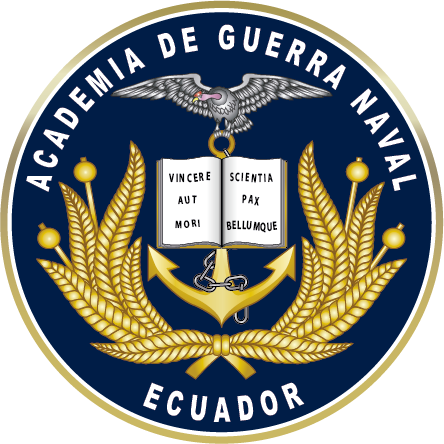 ACADEMIA DE GUERRA NAVAL
VINCERE
AUT
MORI
SCIENTIA
PAX
BELLUMQUE
ECUADOR